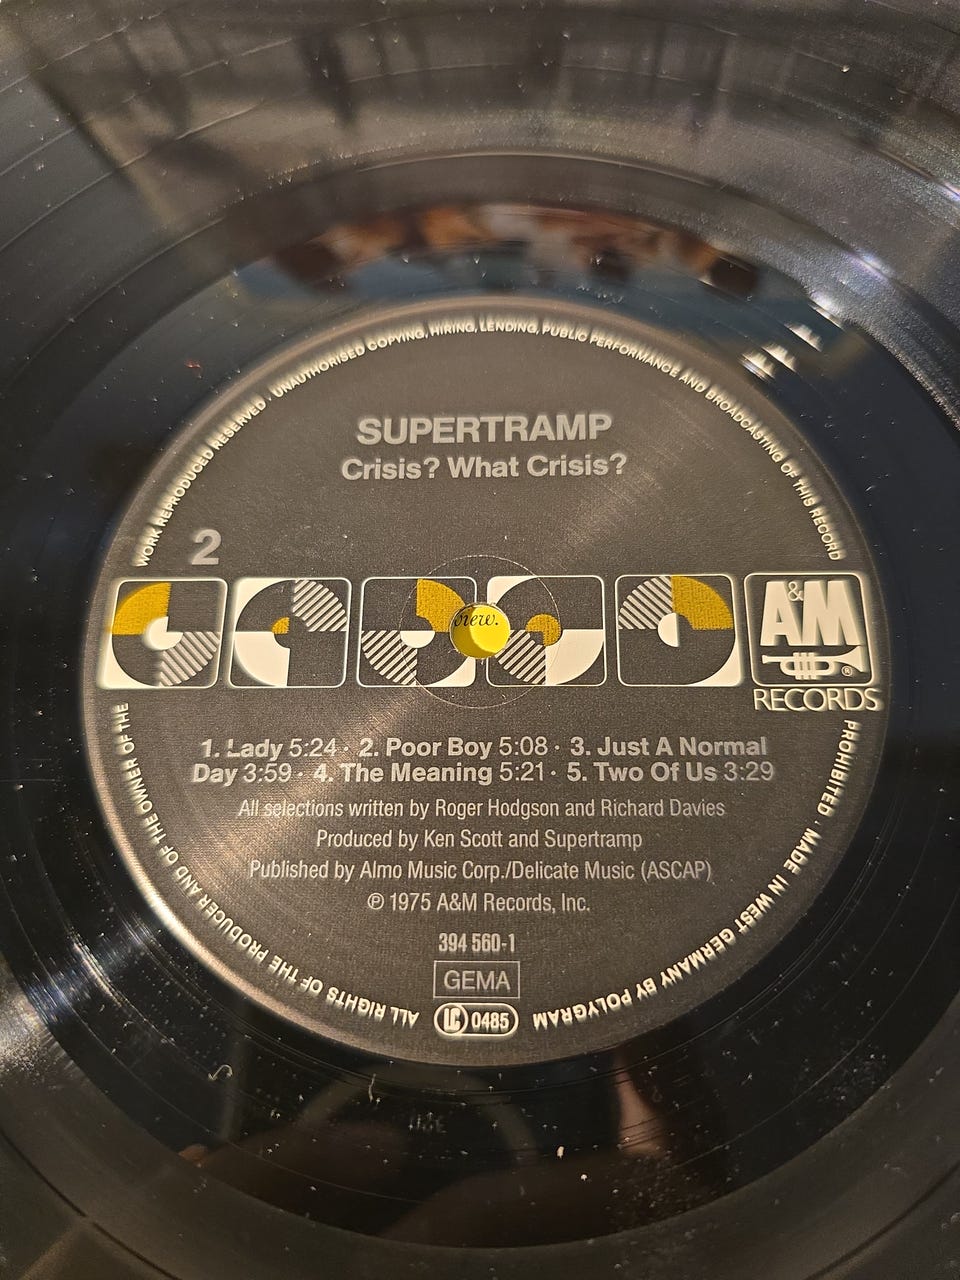 WORK REPRODUCED RESERVED · UNAUTHORISED COPYING, HIRING, LENDING, PUBLIC PERFORMANCE AND BROADCASTING OF THIS RECORD
SUPERTRAMP
Crisis? What Crisis?
2
A&M
®
RECORDS
1. Lady 5:24 · 2. Poor Boy 5:08 · 3. Just A Normal
Day 3:59 · 4. The Meaning 5:21 · 5. Two Of Us 3:29
All selections written by Roger Hodgson and Richard Davies
Produced by Ken Scott and Supertramp
Published by Almo Music Corp./Delicate Music (ASCAP)
℗ 1975 A&M Records, Inc.
394 560-1
GEMA
LC 0485
PROHIBITED · MADE IN WEST GERMANY BY POLYGRAM
ALL RIGHTS OF THE PRODUCER AND OF THE OWNER OF THE